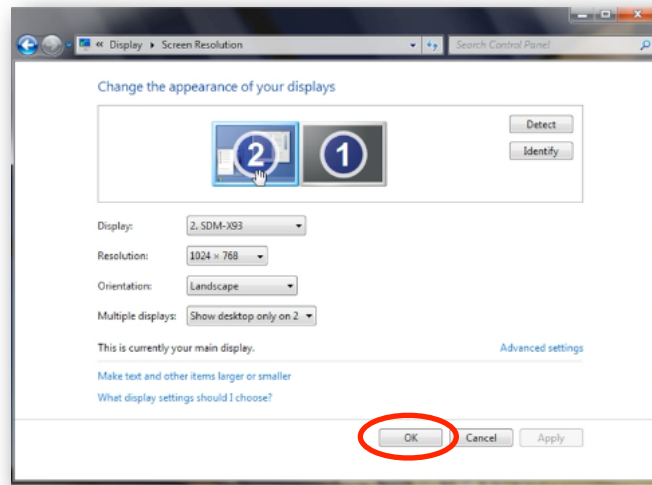 « Display ▸ Screen Resolution
Search Control Panel
Change the appearance of your displays
2
1
Detect
Identify
Display: 2. SDM-X93
Resolution: 1024 × 768
Orientation: Landscape
Multiple displays: Show desktop only on 2
This is currently your main display.
Advanced settings
Make text and other items larger or smaller
What display settings should I choose?
OK
Cancel
Apply